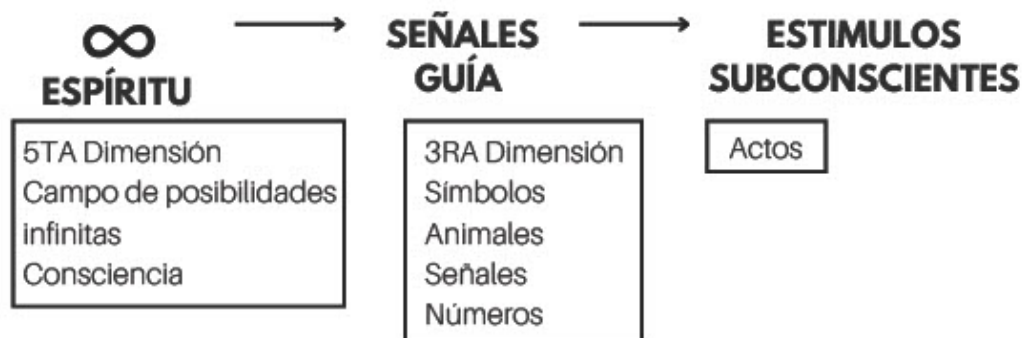 ∞
ESPÍRITU
5TA Dimensión
Campo de posibilidades
infinitas
Consciencia
SEÑALES
GUÍA
3RA Dimensión
Símbolos
Animales
Señales
Números
ESTIMULOS
SUBCONSCIENTES
Actos